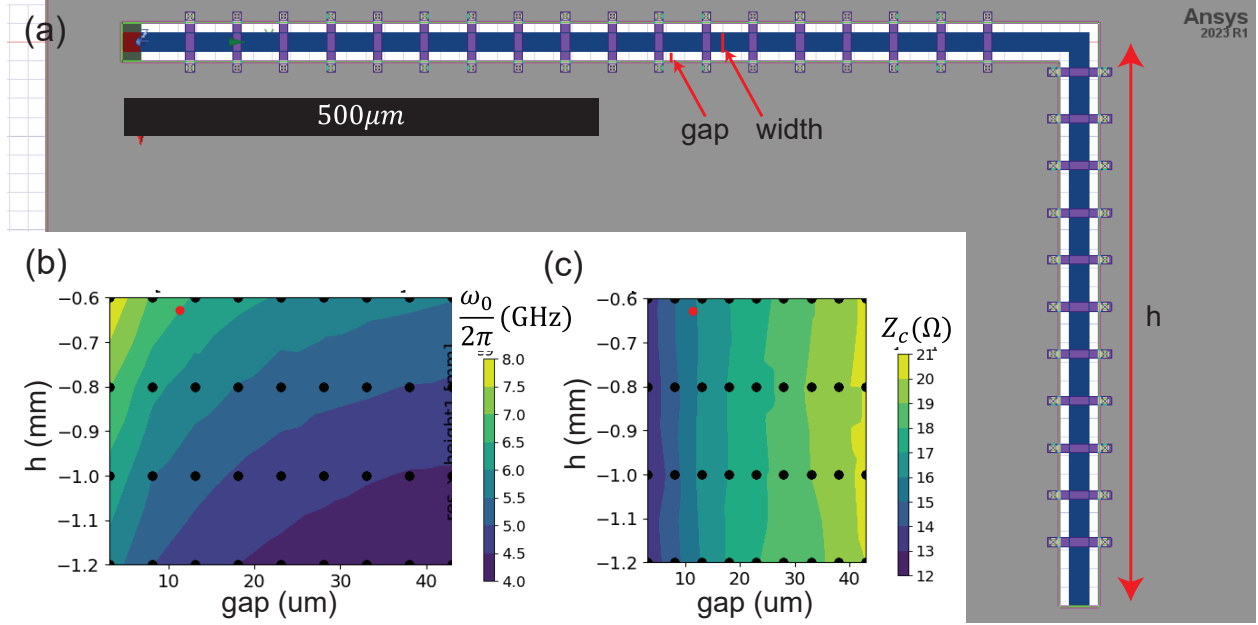 (a)
Ansys
2023 R1
Z
500μm
gap
width
h
(b)
(c)
ω₀/2π (GHz)
Z_c(Ω)
h (mm)
−0.6
−0.7
−0.8
−0.9
−1.0
−1.1
−1.2
10
20
30
40
gap (um)
8.0
7.5
7.0
6.5
6.0
5.5
5.0
4.5
4.0
h (mm)
−0.6
−0.7
−0.8
−0.9
−1.0
−1.1
−1.2
10
20
30
40
gap (um)
21
20
19
18
17
16
15
14
13
12